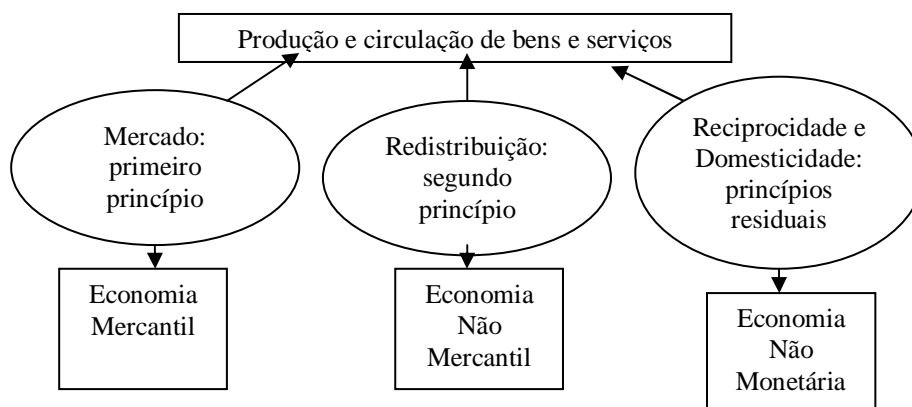 Produção e circulação de bens e serviços
Mercado:
primeiro
princípio
Redistribuição:
segundo
princípio
Reciprocidade e
Domesticidade:
princípios
residuais
Economia
Mercantil
Economia
Não
Mercantil
Economia
Não
Monetária